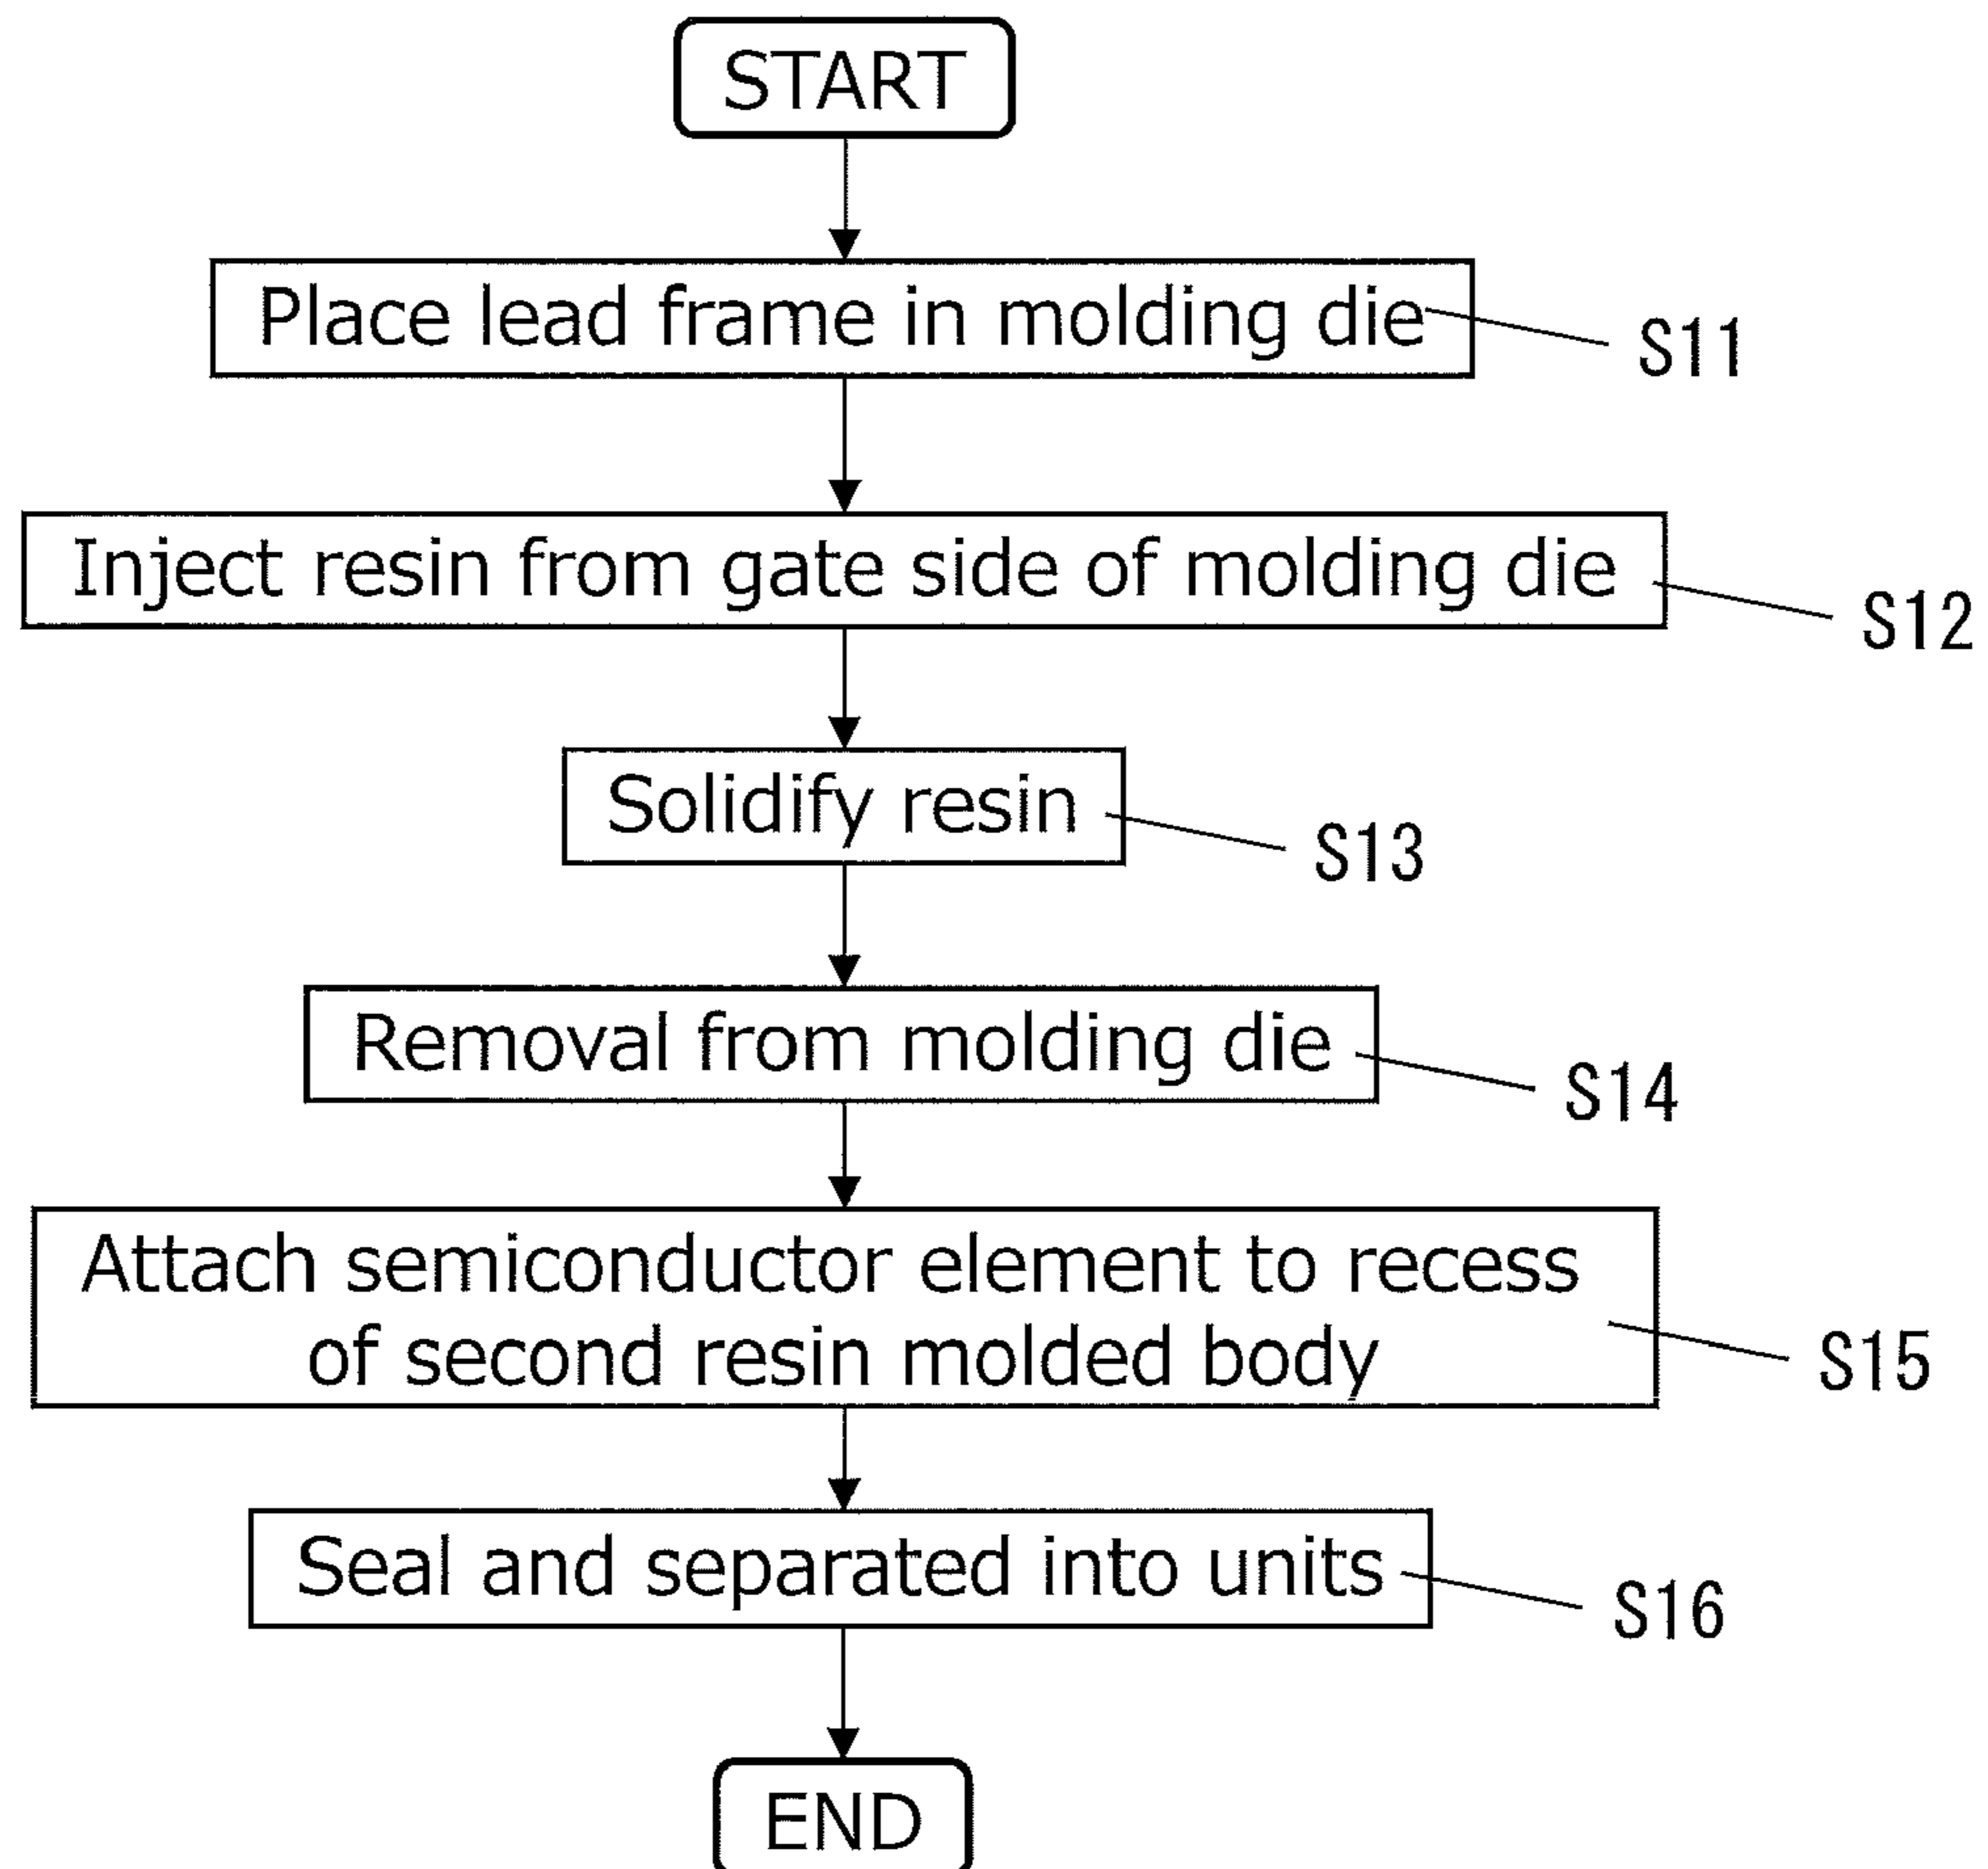 START
Place lead frame in molding die
S11
Inject resin from gate side of molding die
S12
Solidify resin
S13
Removal from molding die
S14
Attach semiconductor element to recess
of second resin molded body
S15
Seal and separated into units
S16
END